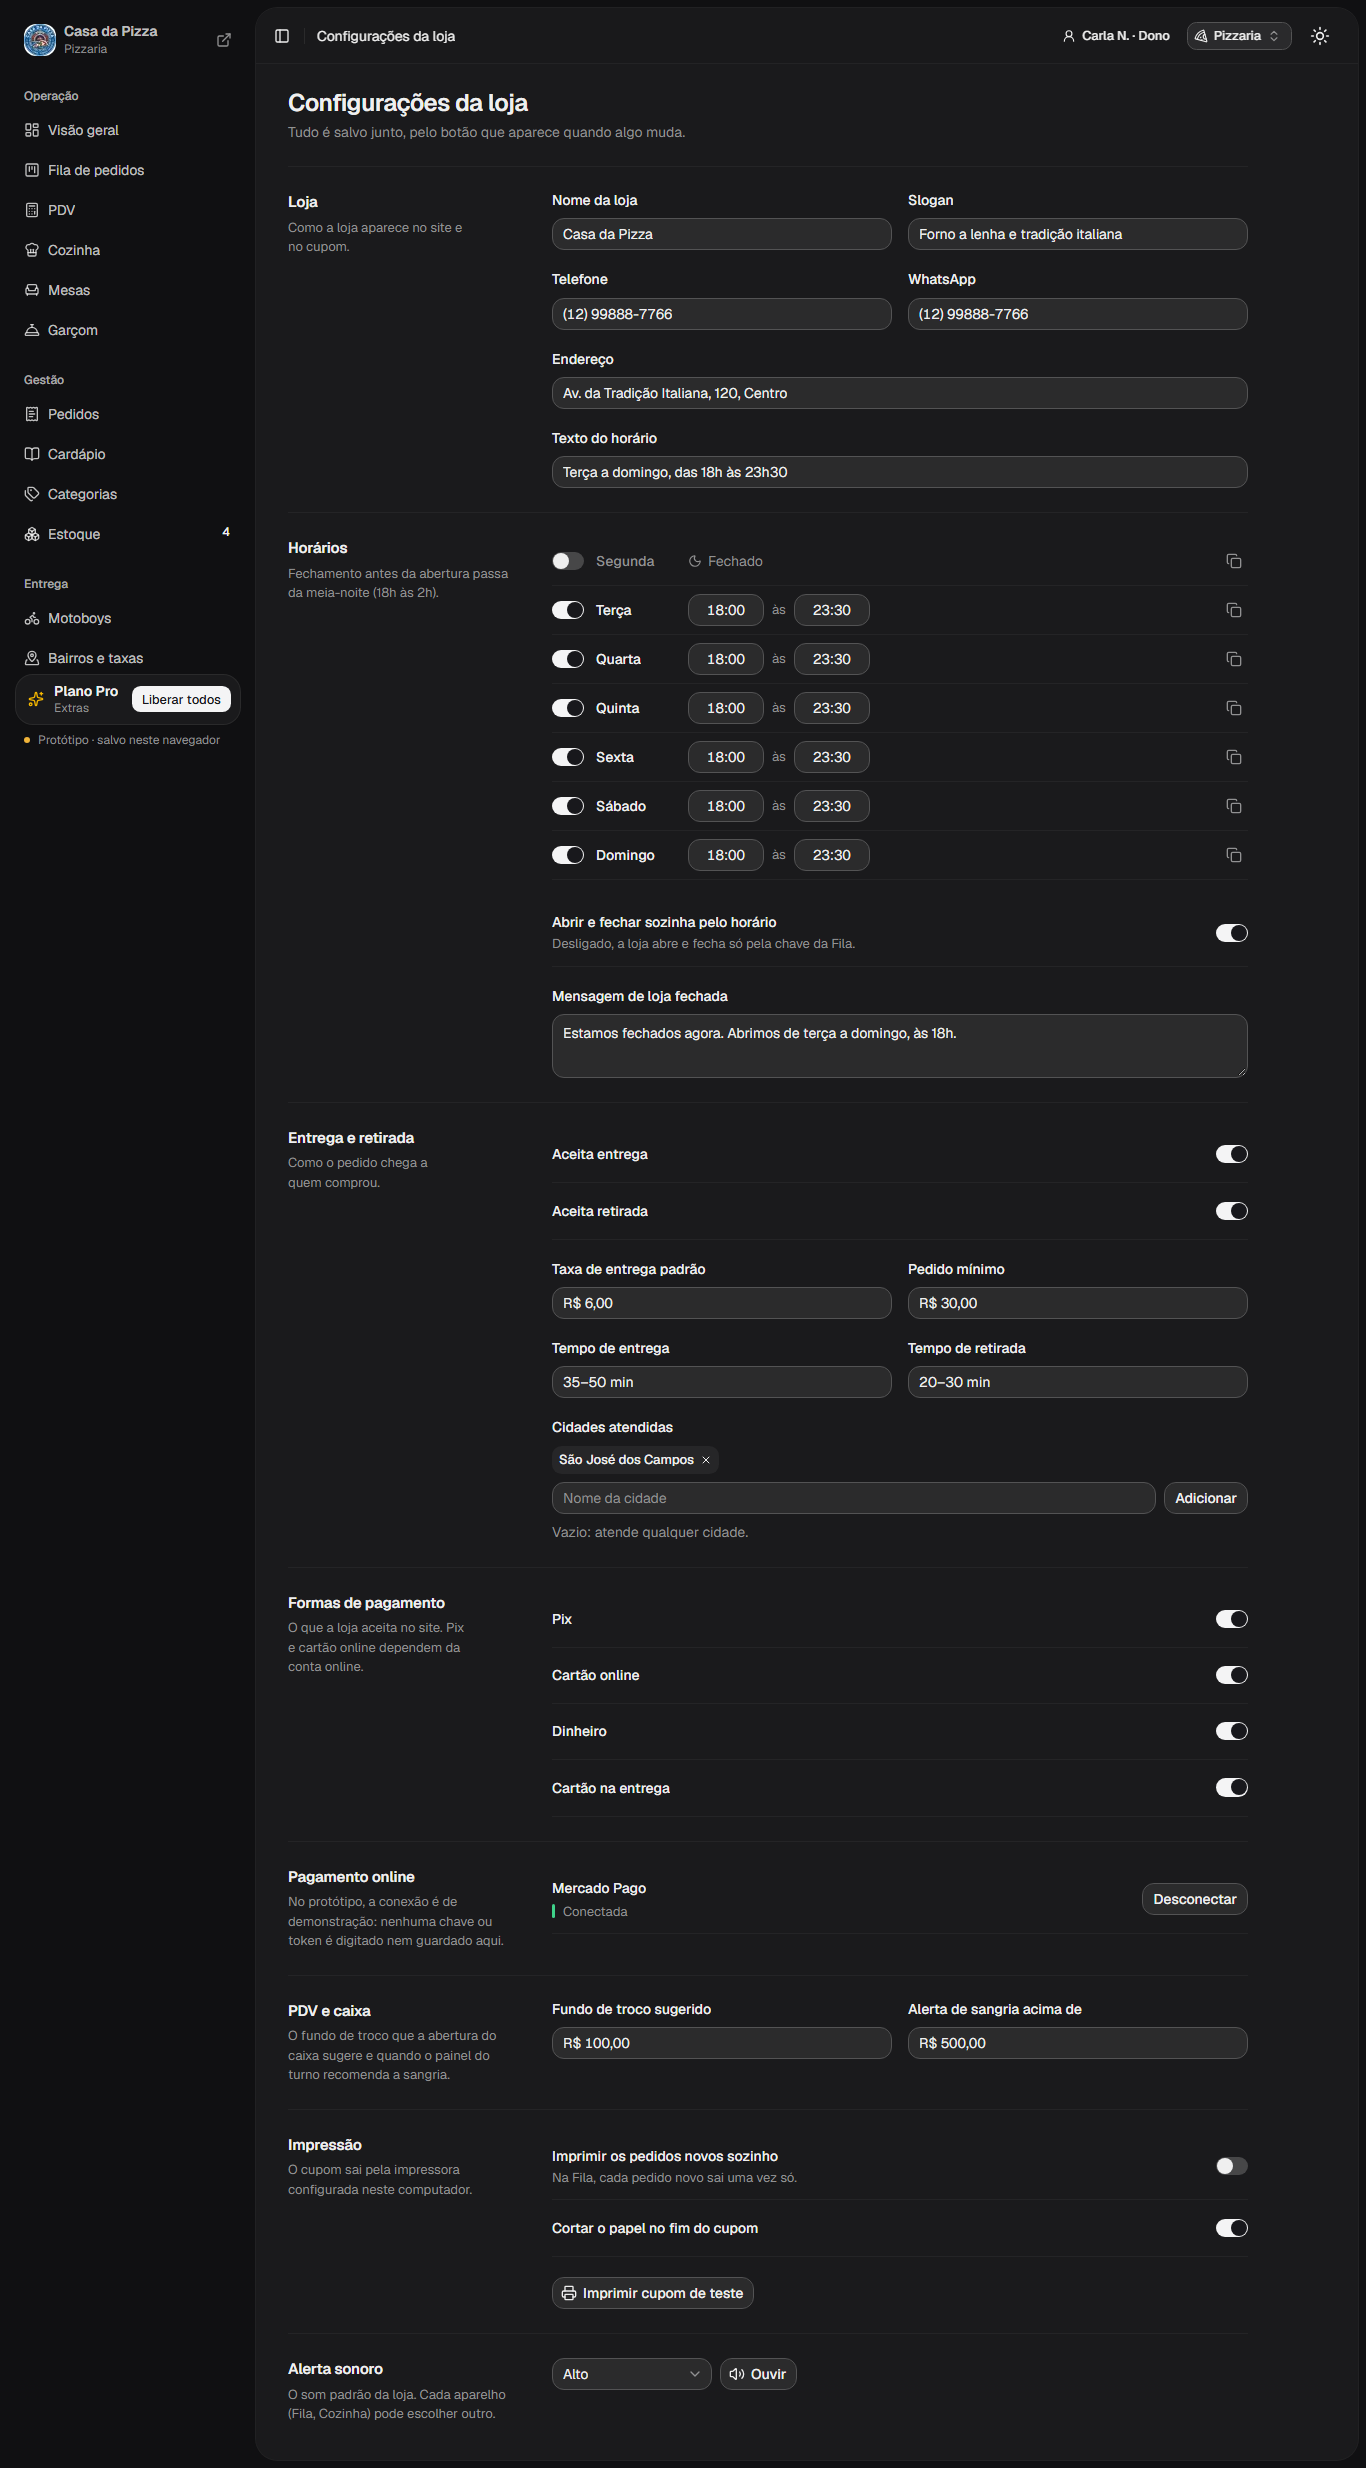 Casa da Pizza
Pizzaria
Operação
Visão geral
Fila de pedidos
PDV
Cozinha
Mesas
Garçom
Gestão
Pedidos
Cardápio
Categorias
Estoque 4
Entrega
Motoboys
Bairros e taxas
Plano Pro
Extras
Liberar todos
Protótipo · salvo neste navegador
Configurações da loja
Carla N. · Dono
Pizzaria
Configurações da loja
Tudo é salvo junto, pelo botão que aparece quando algo muda.
Loja
Como a loja aparece no site e
no cupom.
Nome da loja
Casa da Pizza
Slogan
Forno a lenha e tradição italiana
Telefone
(12) 99888-7766
WhatsApp
(12) 99888-7766
Endereço
Av. da Tradição Italiana, 120, Centro
Texto do horário
Terça a domingo, das 18h às 23h30
Horários
Fechamento antes da abertura passa
da meia-noite (18h às 2h).
Segunda Fechado
Terça 18:00 às 23:30
Quarta 18:00 às 23:30
Quinta 18:00 às 23:30
Sexta 18:00 às 23:30
Sábado 18:00 às 23:30
Domingo 18:00 às 23:30
Abrir e fechar sozinha pelo horário
Desligado, a loja abre e fecha só pela chave da Fila.
Mensagem de loja fechada
Estamos fechados agora. Abrimos de terça a domingo, às 18h.
Entrega e retirada
Como o pedido chega a
quem comprou.
Aceita entrega
Aceita retirada
Taxa de entrega padrão
R$ 6,00
Pedido mínimo
R$ 30,00
Tempo de entrega
35–50 min
Tempo de retirada
20–30 min
Cidades atendidas
São José dos Campos
Nome da cidade
Adicionar
Vazio: atende qualquer cidade.
Formas de pagamento
O que a loja aceita no site. Pix
e cartão online dependem da
conta online.
Pix
Cartão online
Dinheiro
Cartão na entrega
Pagamento online
No protótipo, a conexão é de
demonstração: nenhuma chave ou
token é digitado nem guardado aqui.
Mercado Pago
Conectada
Desconectar
PDV e caixa
O fundo de troco que a abertura do
caixa sugere e quando o painel do
turno recomenda a sangria.
Fundo de troco sugerido
R$ 100,00
Alerta de sangria acima de
R$ 500,00
Impressão
O cupom sai pela impressora
configurada neste computador.
Imprimir os pedidos novos sozinho
Na Fila, cada pedido novo sai uma vez só.
Cortar o papel no fim do cupom
Imprimir cupom de teste
Alerta sonoro
O som padrão da loja. Cada aparelho
(Fila, Cozinha) pode escolher outro.
Alto
Ouvir